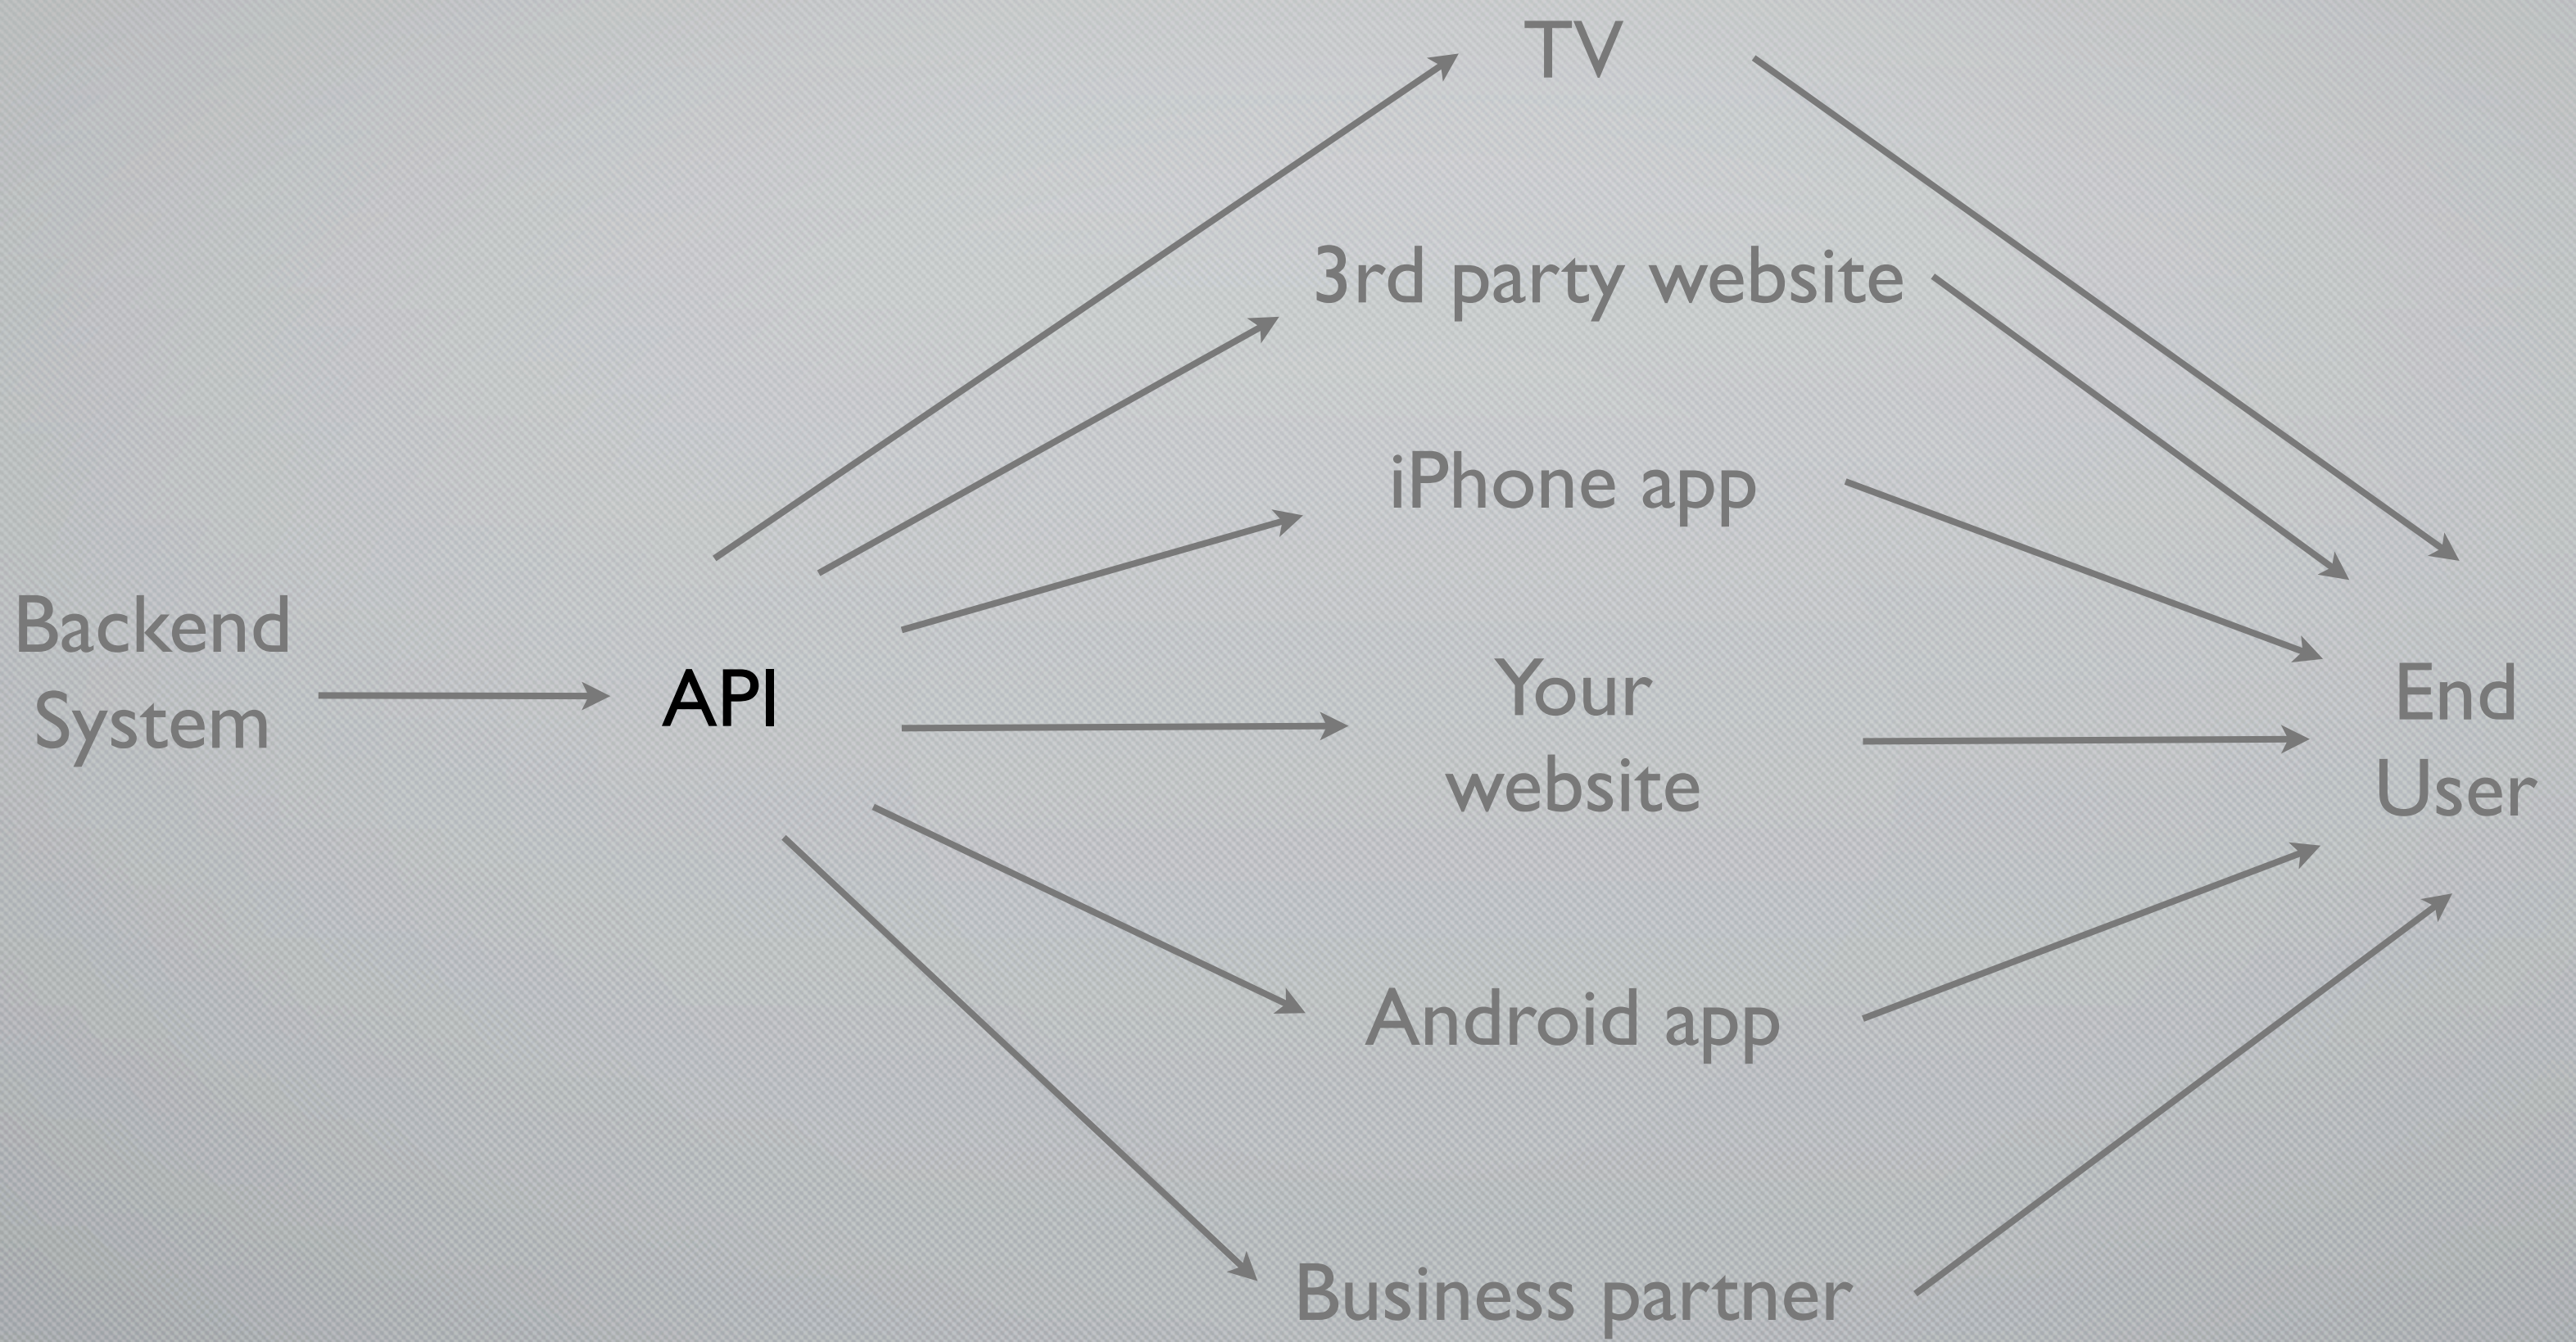 TV
3rd party website
iPhone app
Backend
System
API
Your
website
End
User
Android app
Business partner